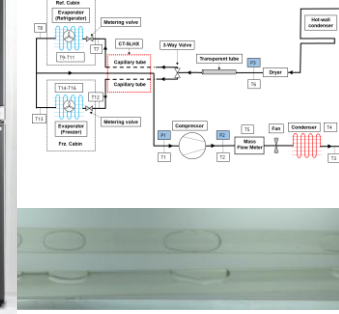 Ref. Cabin
Evaporator
(Refrigerator)
Metering valve
T8
T7
T9-T11
CT-SLHX
3-Way Valve
Transparent tube
Hot-wall
condenser
Capillary tube
P3
Dryer
T6
Capillary tube
T14-T16
T12
T13
Evaporator
(Freezer)
Metering valve
Frz. Cabin
P1
Compressor
P2
T5
Fan
Condenser
T4
Mass
Flow Meter
T1
T2
T3